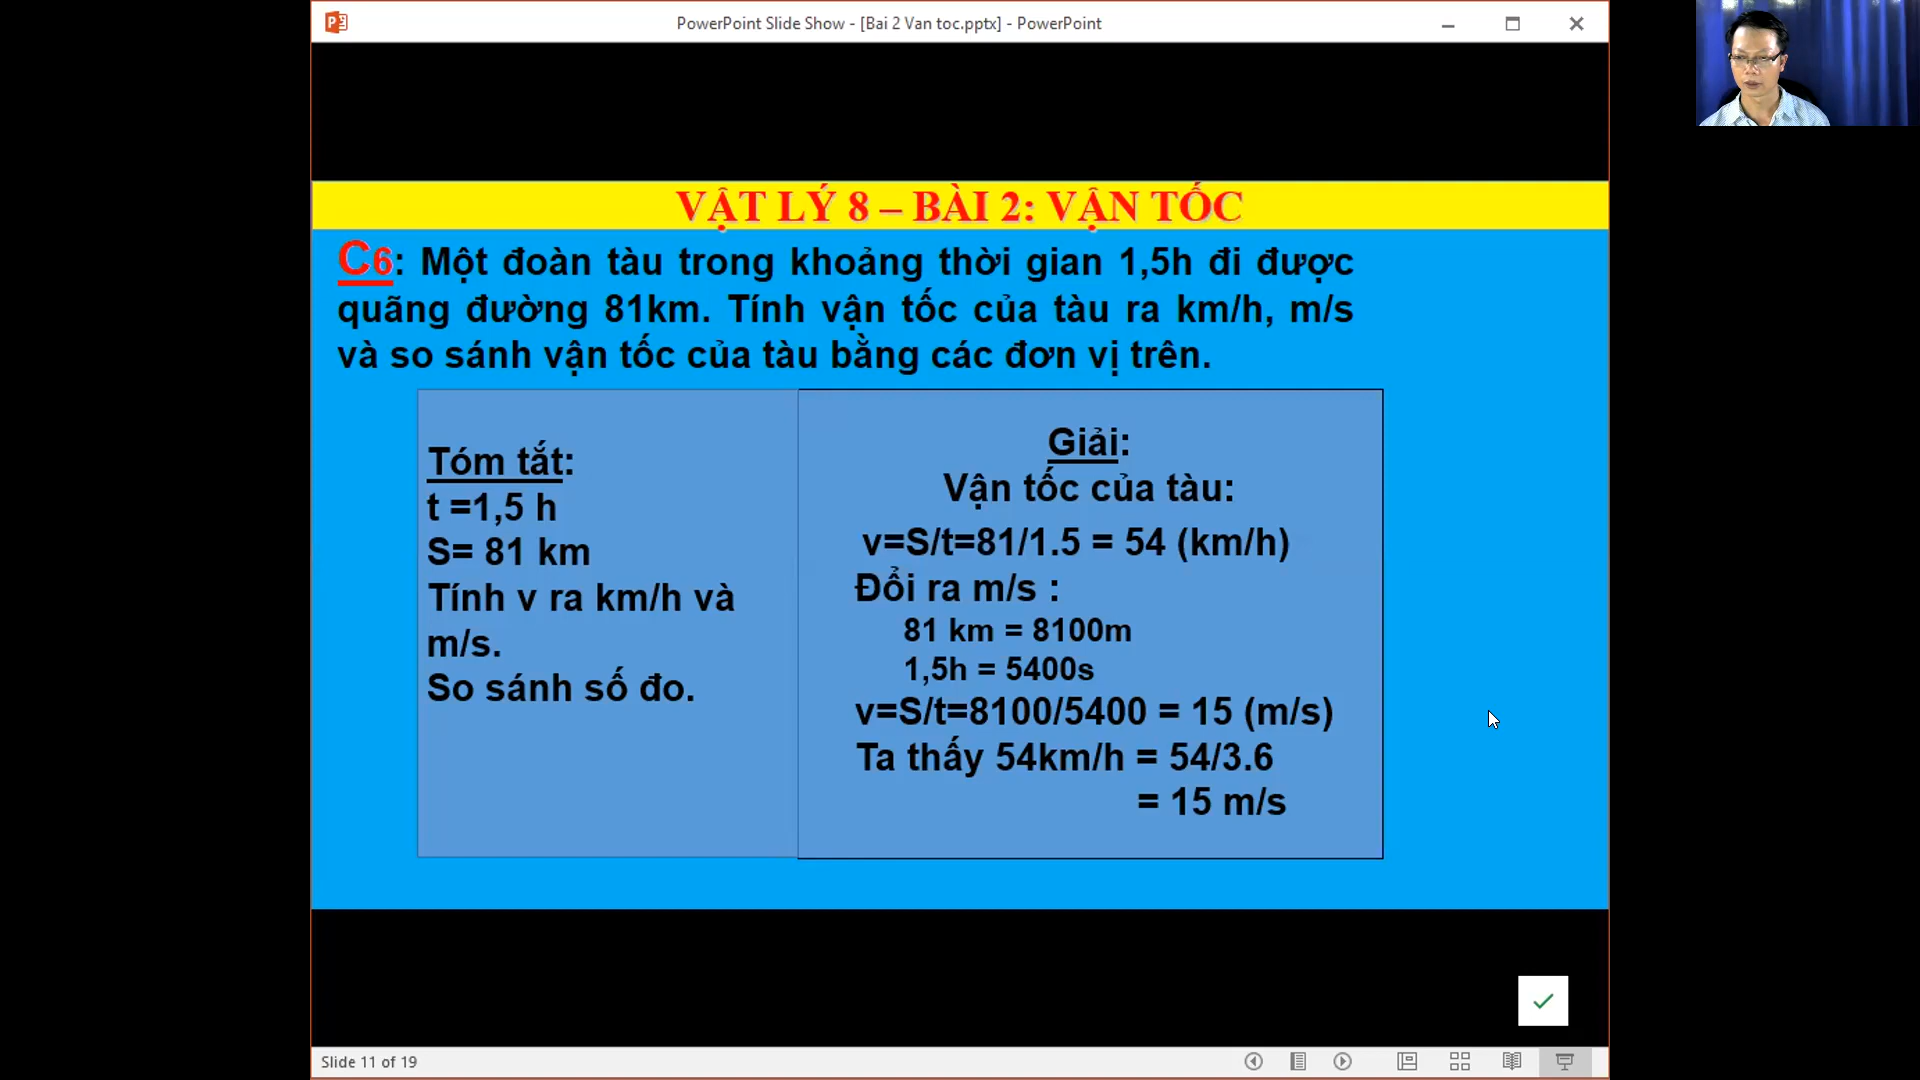 PowerPoint Slide Show - [Bai 2 Van toc.pptx] - PowerPoint
VẬT LÝ 8 – BÀI 2: VẬN TỐC
C6: Một đoàn tàu trong khoảng thời gian 1,5h đi được
quãng đường 81km. Tính vận tốc của tàu ra km/h, m/s
và so sánh vận tốc của tàu bằng các đơn vị trên.
Tóm tắt:
t =1,5 h
S= 81 km
Tính v ra km/h và
m/s.
So sánh số đo.
Giải:
Vận tốc của tàu:
v=S/t=81/1.5 = 54 (km/h)
Đổi ra m/s :
81 km = 8100m
1,5h = 5400s
v=S/t=8100/5400 = 15 (m/s)
Ta thấy 54km/h = 54/3.6
= 15 m/s
Slide 11 of 19